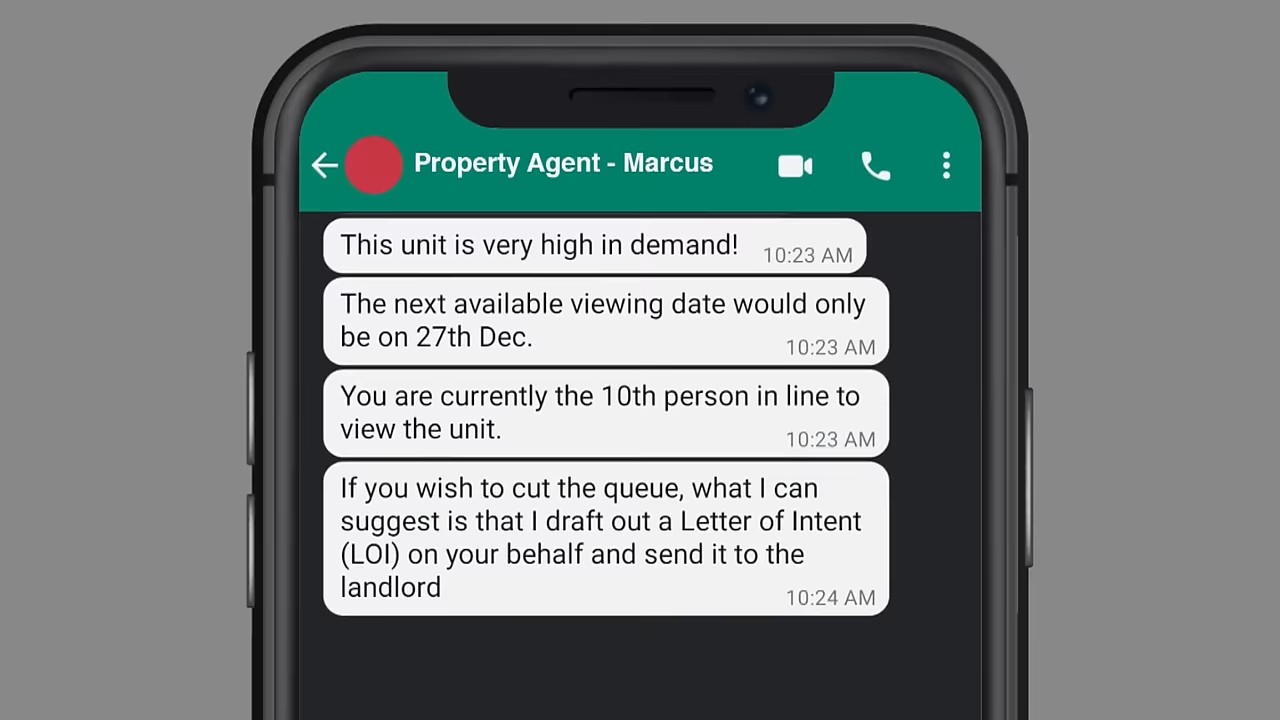 Property Agent - Marcus
This unit is very high in demand!
10:23 AM
The next available viewing date would only
be on 27th Dec.
10:23 AM
You are currently the 10th person in line to
view the unit.
10:23 AM
If you wish to cut the queue, what I can
suggest is that I draft out a Letter of Intent
(LOI) on your behalf and send it to the
landlord
10:24 AM